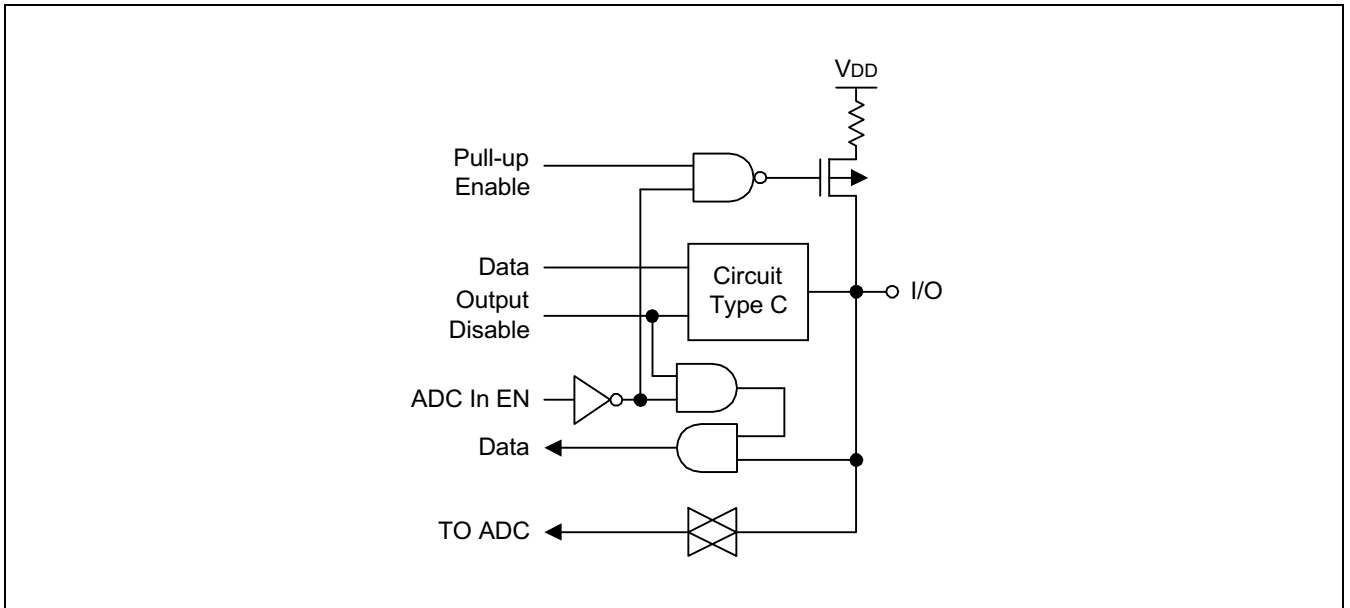 VDD
Pull-up
Enable
Data
Output
Disable
Circuit
Type C
I/O
ADC In EN
Data
TO ADC